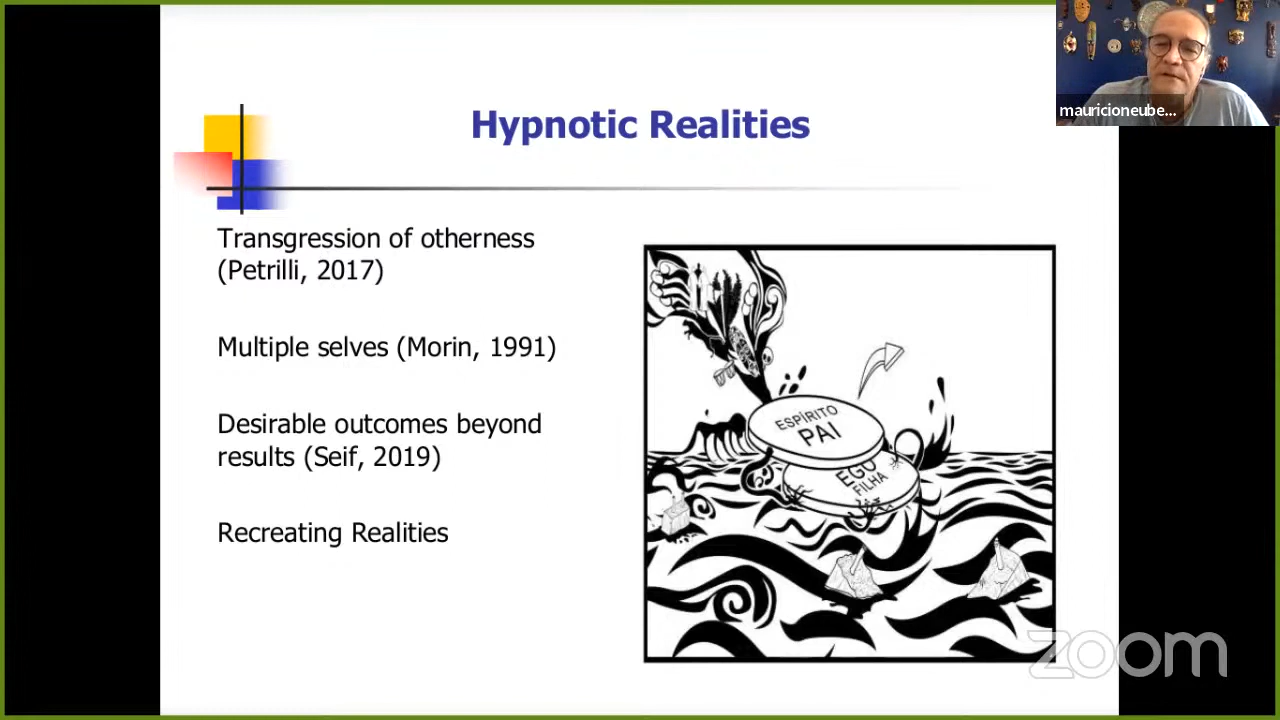 Hypnotic Realities
mauricioneube...
Transgression of otherness
(Petrilli, 2017)
Multiple selves (Morin, 1991)
Desirable outcomes beyond
results (Seif, 2019)
Recreating Realities
ESPÍRITO
PAI
EGO
FILHA
zoom